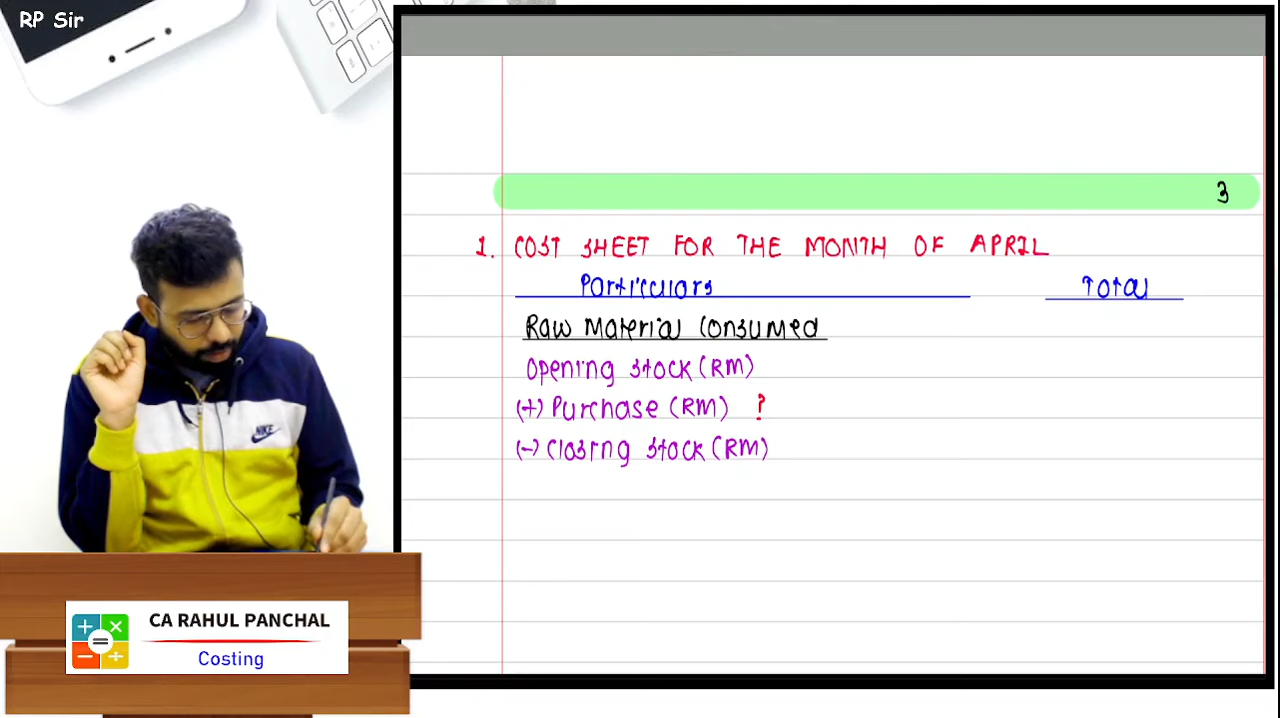 RP Sir
3
1. COST SHEET FOR THE MONTH OF APRIL
Particulars Total
Raw Material Consumed
Opening Stock (RM)
(+) Purchase (RM) ?
(-) Closing Stock (RM)
NIKE
CA RAHUL PANCHAL
Costing